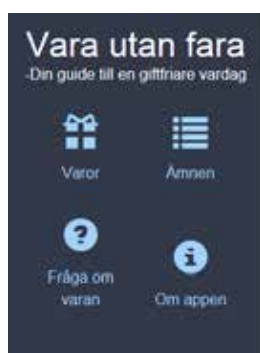 Vara utan fara
-Din guide till en giftfriare vardag
Varor
Ämnen
Fråga om
varan
Om appen